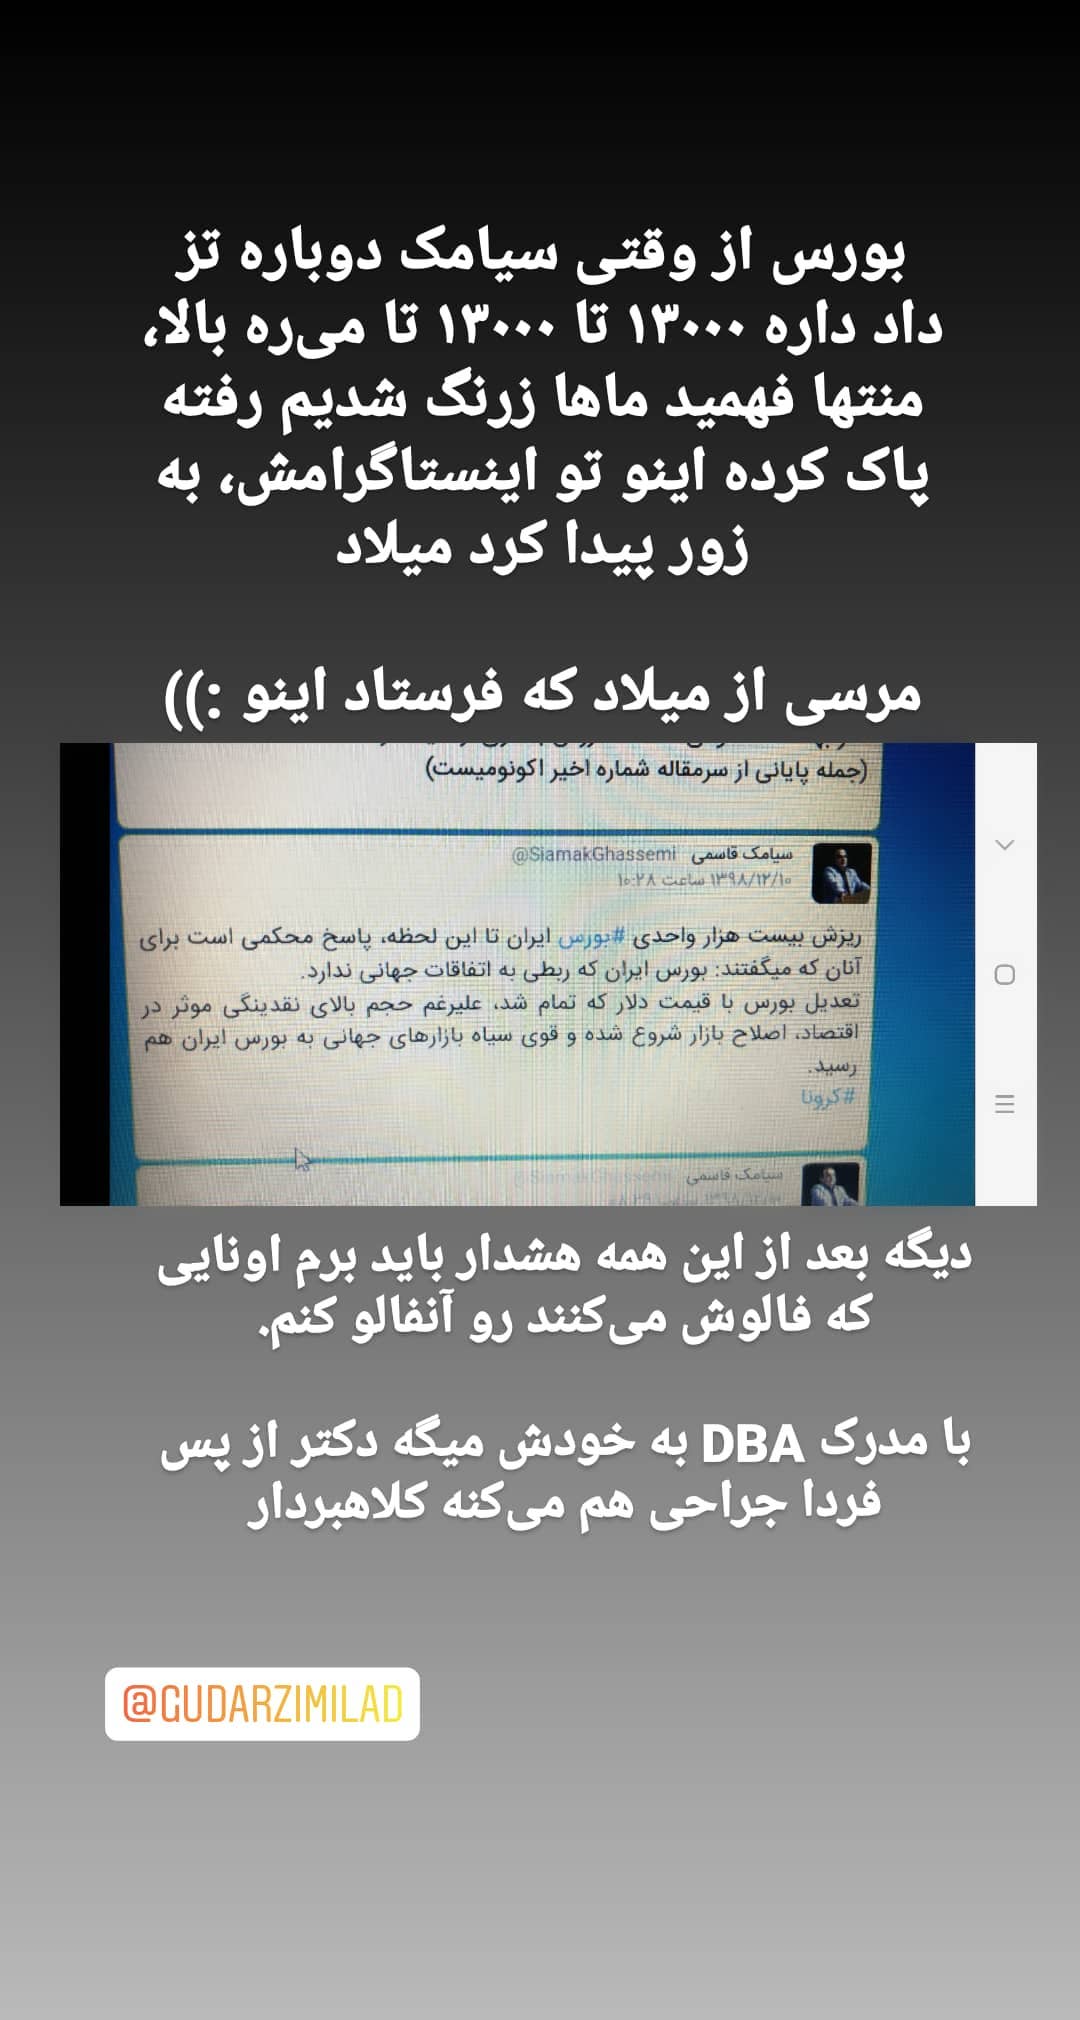 بورس از وقتی سیامک دوباره تز
داد داره ۱۳۰۰۰ تا ۱۳۰۰۰ تا می‌ره بالا،
منتها فهمید ماها زرنگ شدیم رفته
پاک کرده اینو تو اینستاگرامش، به
زور پیدا کرد میلاد
مرسی از میلاد که فرستاد اینو :))
(جمله پایانی از سرمقاله شماره اخیر اکونومیست)
سیامک قاسمی @SiamakGhassemi
۱۳۹۸/۱۲/۱۰ ساعت ۱۰:۲۸
ریزش بیست هزار واحدی #بورس ایران تا این لحظه، پاسخ محکمی است برای
آنان که میگفتند: بورس ایران که ربطی به اتفاقات جهانی ندارد.
تعدیل بورس با قیمت دلار که تمام شد، علیرغم حجم بالای نقدینگی موثر در
اقتصاد، اصلاح بازار شروع شده و قوی سیاه بازارهای جهانی به بورس ایران هم
رسید.
#کرونا
سیامک قاسمی @SiamakGhassemi
دیگه بعد از این همه هشدار باید برم اونایی
که فالوش می‌کنند رو آنفالو کنم.
با مدرک DBA به خودش میگه دکتر از پس
فردا جراحی هم می‌کنه کلاهبردار
@GUDARZIMILAD